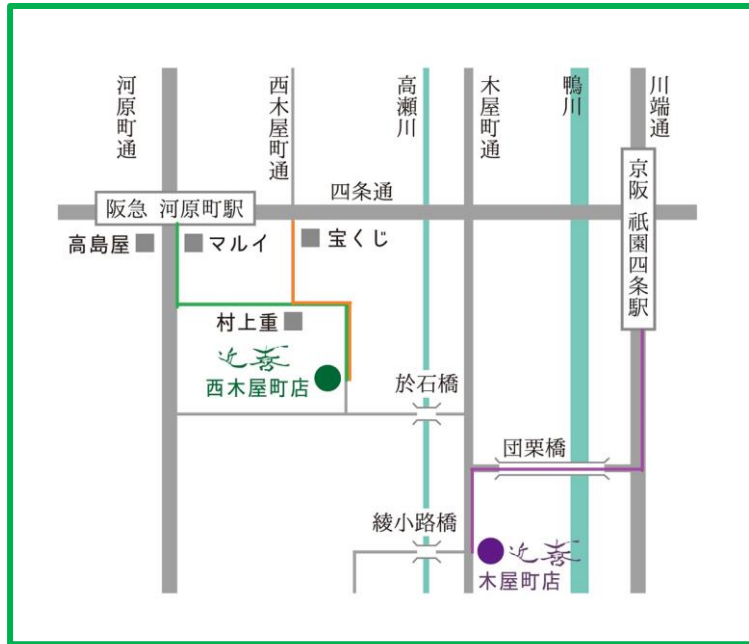 河原町通
西木屋町通
高瀬川
木屋町通
鴨川
川端通
四条通
阪急 河原町駅
京阪 祇園四条駅
高島屋
マルイ
宝くじ
村上重
近喜
西木屋町店
於石橋
団栗橋
綾小路橋
近喜
木屋町店